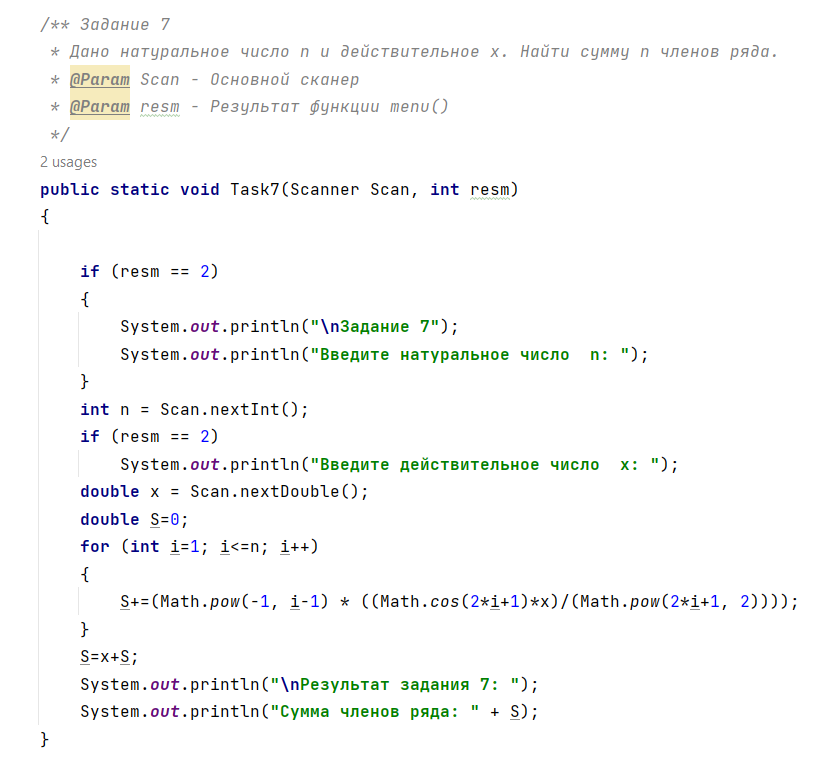 /** Задание 7
* Дано натуральное число n и действительное x. Найти сумму n членов ряда.
* @Param Scan - Основной сканер
* @Param resm - Результат функции menu()
*/
2 usages
public static void Task7(Scanner Scan, int resm)
{
if (resm == 2)
{
System.out.println("\nЗадание 7");
System.out.println("Введите натуральное число  n: ");
}
int n = Scan.nextInt();
if (resm == 2)
System.out.println("Введите действительное число  x: ");
double x = Scan.nextDouble();
double S=0;
for (int i=1; i<=n; i++)
{
S+=(Math.pow(-1, i-1) * ((Math.cos(2*i+1)*x)/(Math.pow(2*i+1, 2))));
}
S=x+S;
System.out.println("\nРезультат задания 7: ");
System.out.println("Сумма членов ряда: " + S);
}